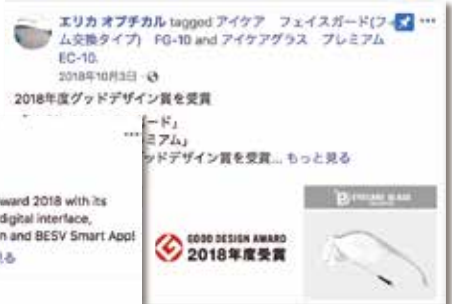 エリカ オプチカル tagged アイケア フェイスガード(フィル
ム交換タイプ) FG-10 and アイケアグラス プレミアム
EC-10.
2018年10月3日
2018年度グッドデザイン賞を受賞
ード」
ミアム」
ッドデザイン賞を受賞... もっと見る
ward 2018 with its
digital interface,
n and BESV Smart App!
る
EYECARE GLASS
GOOD DESIGN AWARD
2018年度受賞